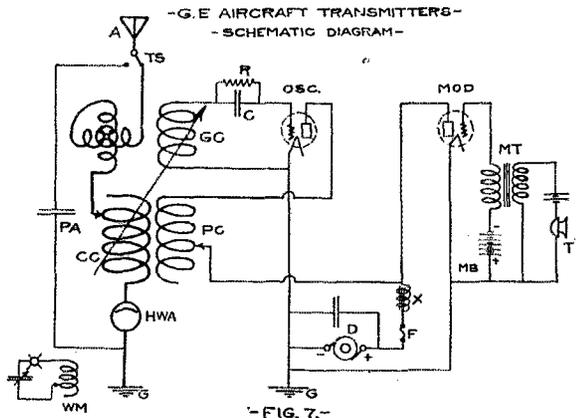 -G.E AIRCRAFT TRANSMITTERS-
-SCHEMATIC DIAGRAM-
A
TS
R
C
OSC.
MOD
GC
MT
PA
CC
PC
MB
T
HWA
X
D
F
- +
WM
G
G
-FIG. 7.-